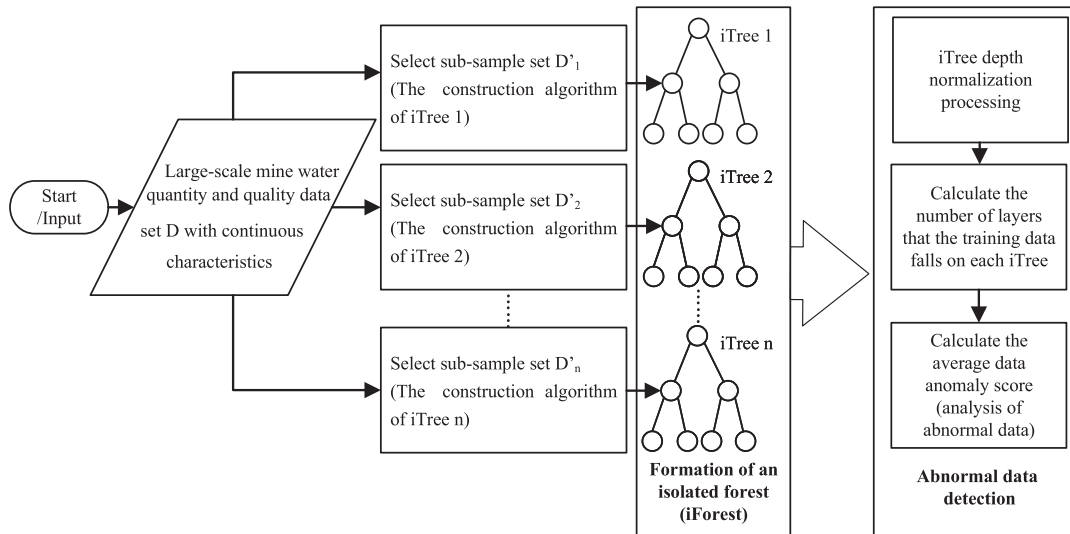 Start
/Input
Large-scale mine water
quantity and quality data
set D with continuous
characteristics
Select sub-sample set D’1
(The construction algorithm
of iTree 1)
Select sub-sample set D’2
(The construction algorithm
of iTree 2)
Select sub-sample set D’n
(The construction algorithm
of iTree n)
iTree 1
iTree 2
iTree n
Formation of an
isolated forest
(iForest)
iTree depth
normalization
processing
Calculate the
number of layers
that the training data
falls on each iTree
Calculate the
average data
anomaly score
(analysis of
abnormal data)
Abnormal data
detection